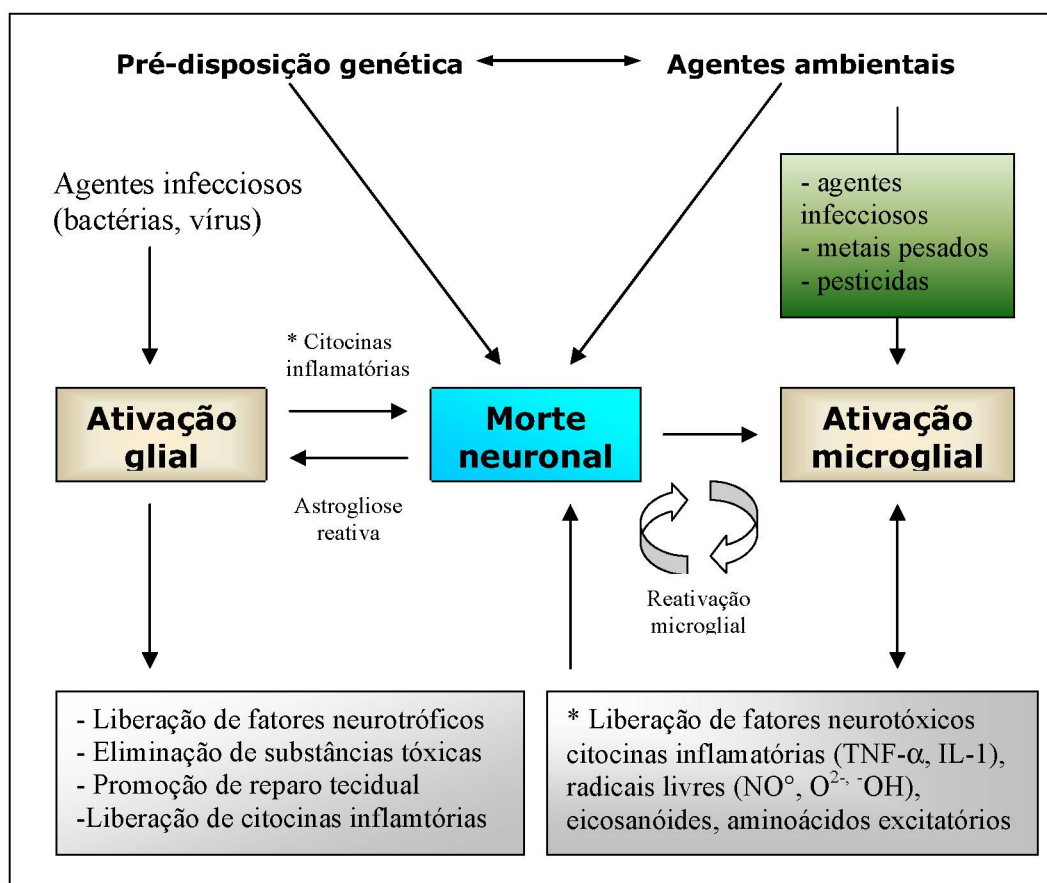 Pré-disposição genética
Agentes ambientais
Agentes infecciosos
(bactérias, vírus)
- agentes
infecciosos
- metais pesados
- pesticidas
* Citocinas
inflamatórias
Ativação
glial
Morte
neuronal
Ativação
microglial
Astrogliose
reativa
Reativação
microglial
- Liberação de fatores neurotróficos
- Eliminação de substâncias tóxicas
- Promoção de reparo tecidual
-Liberação de citocinas inflamtórias
* Liberação de fatores neurotóxicos
citocinas inflamatórias (TNF-α, IL-1),
radicais livres (NO°, O²⁻, ⁻OH),
eicosanóides, aminoácidos excitatórios